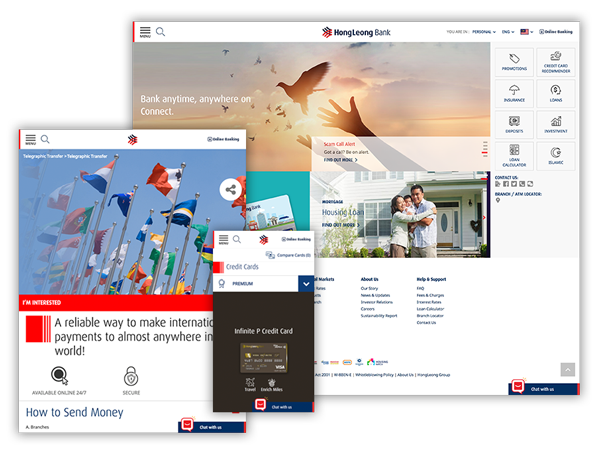 MENU
HongLeong Bank
YOU ARE IN : PERSONAL
ENG
Online Banking
Bank anytime, anywhere on
Connect.
Scam Call Alert
Got a call? Be on alert.
FIND OUT MORE
MORTGAGE
Housing Loan
FIND OUT MORE
PROMOTIONS
CREDIT CARD
RECOMMENDER
INSURANCE
LOANS
DEPOSITS
INVESTMENT
LOAN
CALCULATOR
ISLAMIC
CONTACT US:
BRANCH / ATM LOCATOR:
Markets
Rates
About Us
Our Story
News & Updates
Investor Relations
Careers
Sustainability Report
Help & Support
FAQ
Fees & Charges
Interest Rates
Loan Calculator
Branch Locator
Contact Us
Whistleblowing Policy | About Us | Hongleong Group
Chat with us
MENU
Online Banking
Telegraphic Transfer > Telegraphic Transfer
I'M INTERESTED
A reliable way to make internatio
payments to almost anywhere in
world!
AVAILABLE ONLINE 24/7
SECURE
How to Send Money
A. Branches
Chat with us
MENU
Online Banking
Compare Cards (0)
Credit Cards
PREMIUM
Infinite P Credit Card
VISA
Travel
Enrich Miles
Chat with us